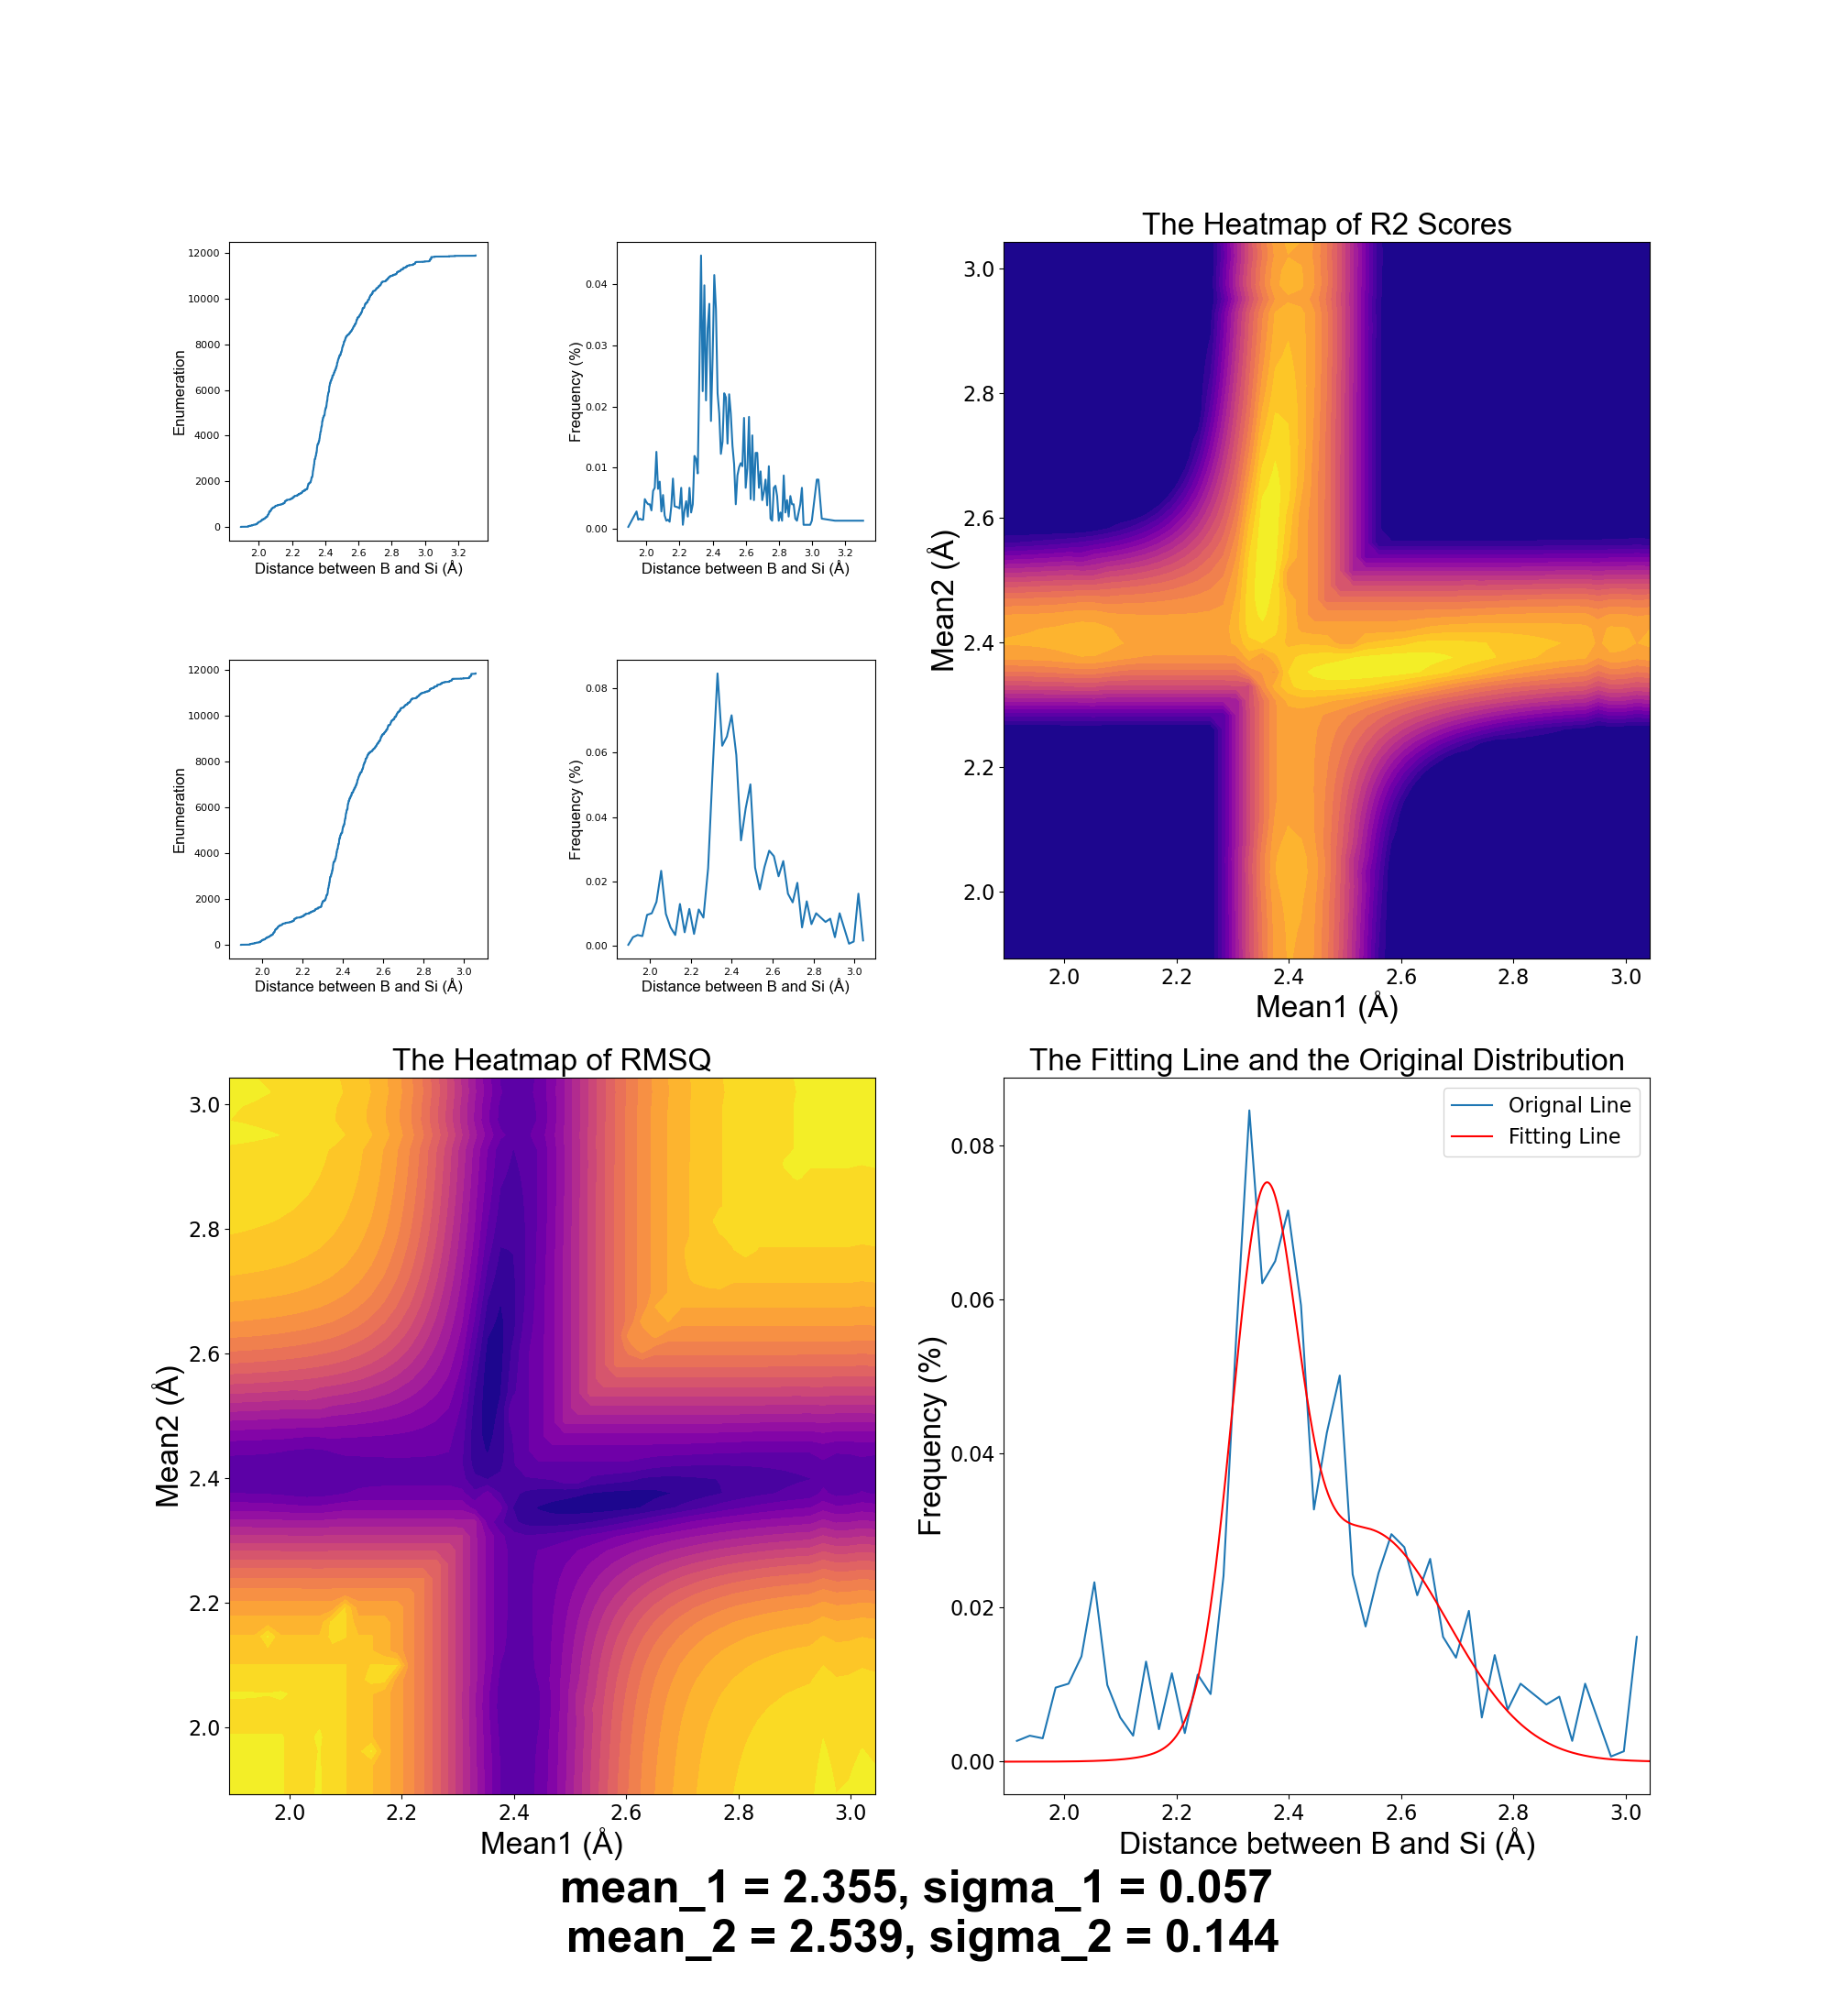 12000
10000
8000
6000
4000
2000
0
Enumeration
2.0 2.2 2.4 2.6 2.8 3.0 3.2
Distance between B and Si (Å)
0.04
0.03
0.02
0.01
0.00
Frequency (%)
2.0 2.2 2.4 2.6 2.8 3.0 3.2
Distance between B and Si (Å)
12000
10000
8000
6000
4000
2000
0
Enumeration
2.0 2.2 2.4 2.6 2.8 3.0
Distance between B and Si (Å)
0.08
0.06
0.04
0.02
0.00
Frequency (%)
2.0 2.2 2.4 2.6 2.8 3.0
Distance between B and Si (Å)
The Heatmap of R2 Scores
3.0
2.8
2.6
2.4
2.2
2.0
Mean2 (Å)
2.0 2.2 2.4 2.6 2.8 3.0
Mean1 (Å)
The Heatmap of RMSQ
3.0
2.8
2.6
2.4
2.2
2.0
Mean2 (Å)
2.0 2.2 2.4 2.6 2.8 3.0
Mean1 (Å)
The Fitting Line and the Original Distribution
Orignal Line
Fitting Line
0.08
0.06
0.04
0.02
0.00
Frequency (%)
2.0 2.2 2.4 2.6 2.8 3.0
Distance between B and Si (Å)
mean_1 = 2.355, sigma_1 = 0.057
mean_2 = 2.539, sigma_2 = 0.144